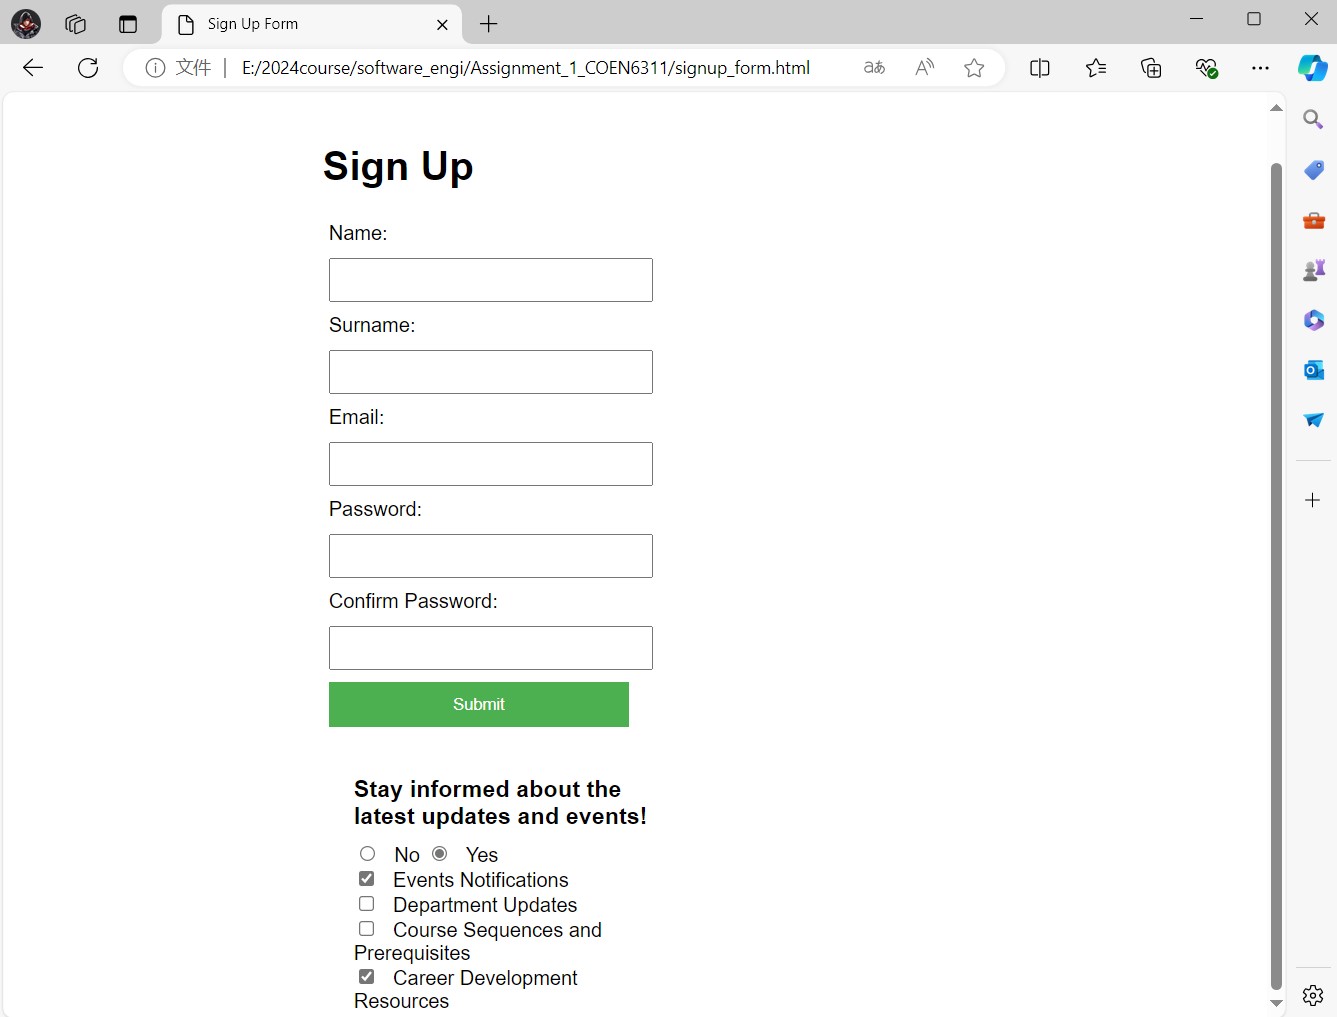 Sign Up Form
文件 | E:/2024course/software_engi/Assignment_1_COEN6311/signup_form.html
Sign Up
Name:
Surname:
Email:
Password:
Confirm Password:
Submit
Stay informed about the
latest updates and events!
No Yes
Events Notifications
Department Updates
Course Sequences and
Prerequisites
Career Development
Resources